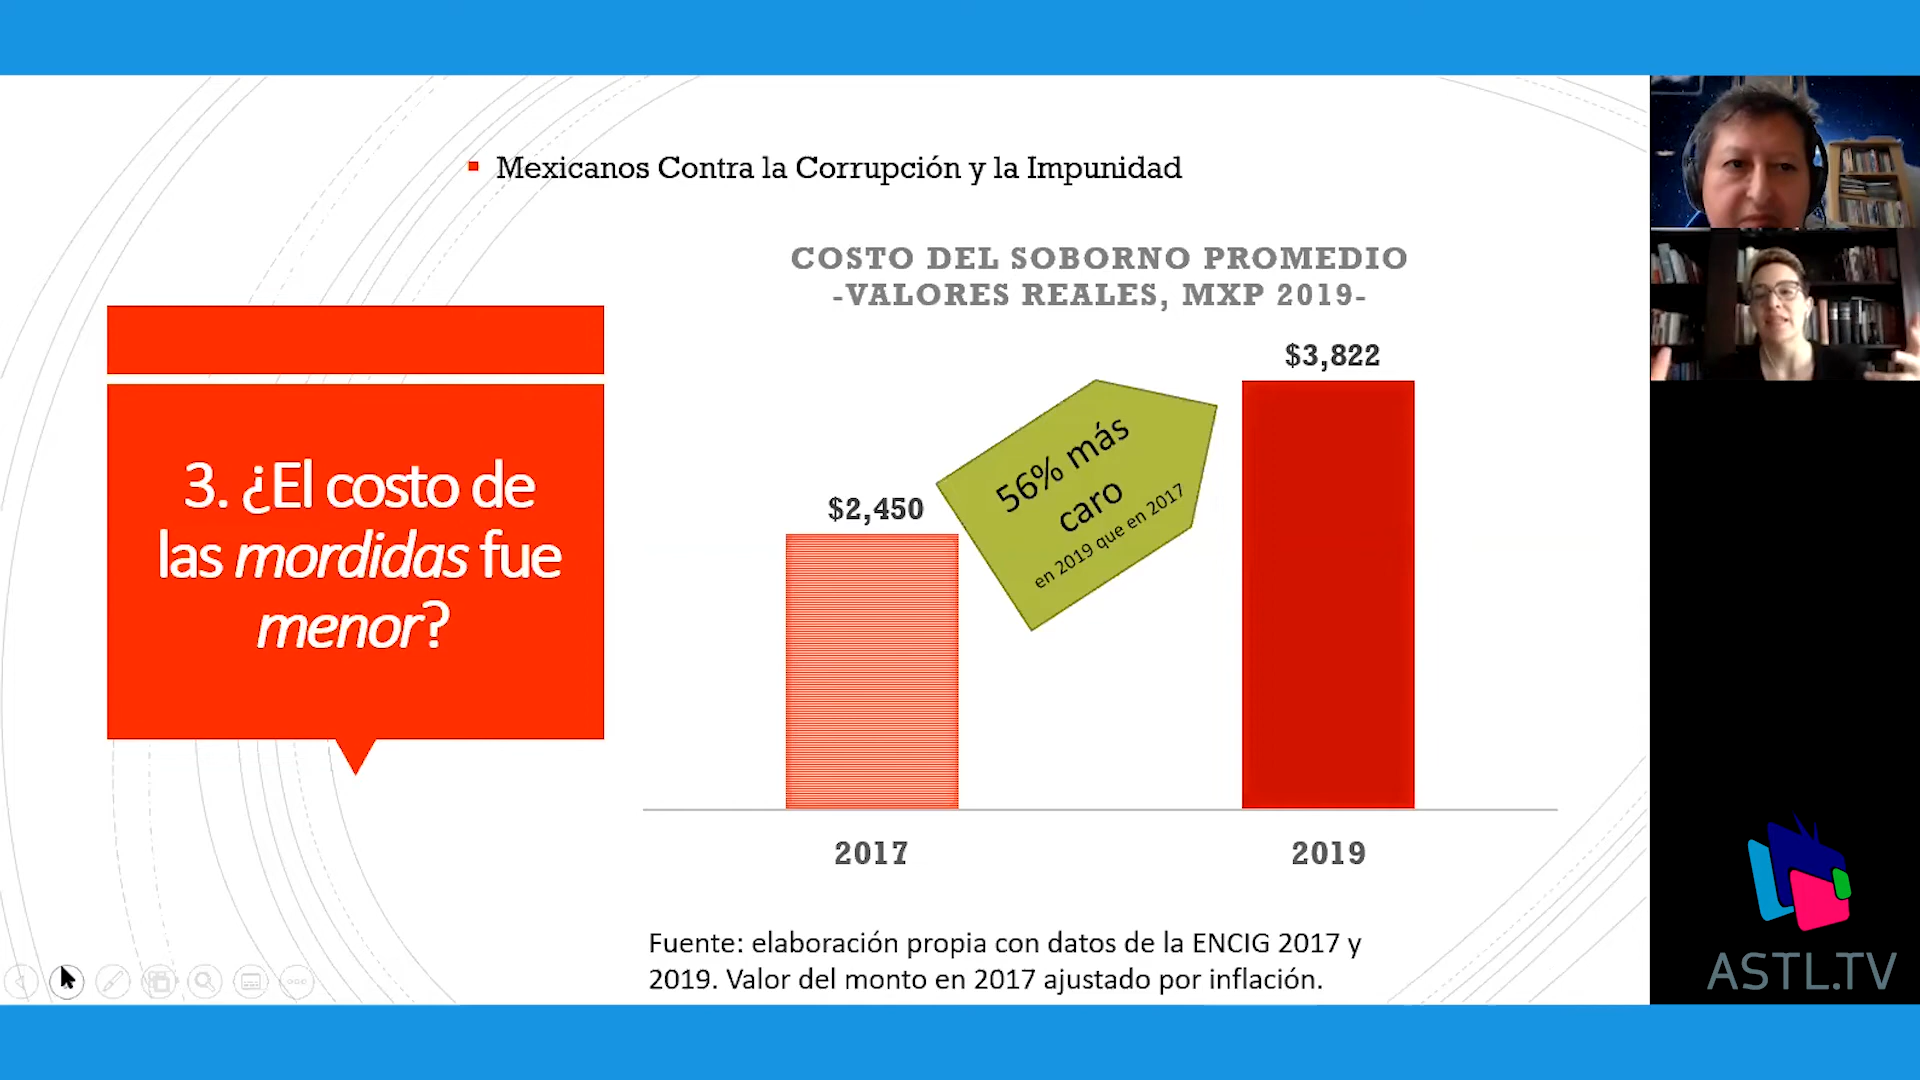 Mexicanos Contra la Corrupción y la Impunidad
3. ¿El costo de
las mordidas fue
menor?
COSTO DEL SOBORNO PROMEDIO
-VALORES REALES, MXP 2019-
$2,450
56% más
caro
en 2019 que en 2017
$3,822
2017
2019
Fuente: elaboración propia con datos de la ENCIG 2017 y
2019. Valor del monto en 2017 ajustado por inflación.
ASTL.TV